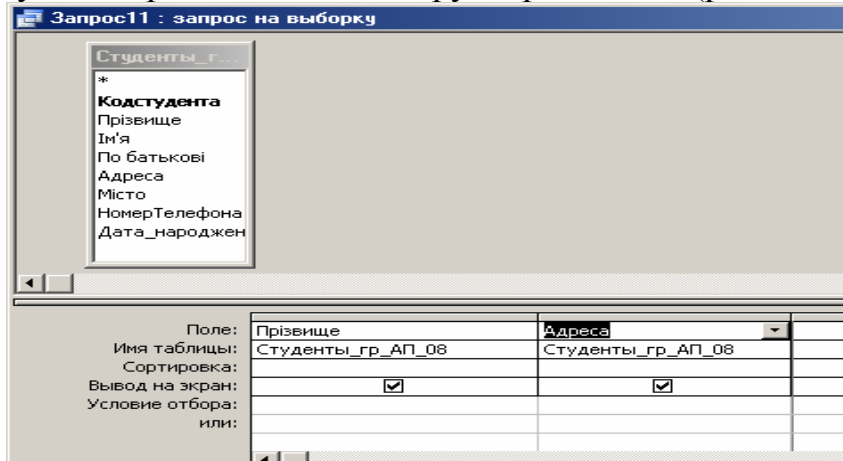 Запрос11 : запрос на выборку
Студенты_г...
*
Кодстудента
Прізвище
Ім'я
По батькові
Адреса
Місто
НомерТелефона
Дата_народжен
Поле: Прізвище Адреса
Имя таблицы: Студенты_гр_АП_08 Студенты_гр_АП_08
Сортировка:
Вывод на экран:
Условие отбора:
или: